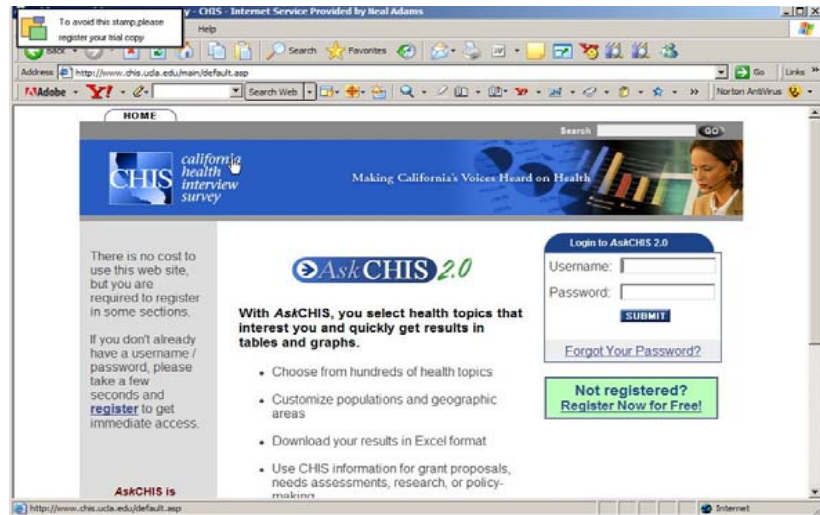 To avoid this stamp,please
register your trial copy
y - CHIS - Internet Service Provided by Neal Adams
Help
Back
Search
Favorites
Address
http://www.chis.ucla.edu/main/default.asp
Go
Links »
Adobe
Y!
Search Web
Norton AntiVirus
HOME
Search
GO
CHIS
california
health
interview
survey
Making California's Voices Heard on Health
There is no cost to
use this web site,
but you are
required to register
in some sections.
If you don't already
have a username /
password, please
take a few
seconds and
register to get
immediate access.
AskCHIS is
AskCHIS 2.0
With AskCHIS, you select health topics that
interest you and quickly get results in
tables and graphs.
• Choose from hundreds of health topics
• Customize populations and geographic
areas
• Download your results in Excel format
• Use CHIS information for grant proposals,
needs assessments, research, or policy-
making
Login to AskCHIS 2.0
Username:
Password:
SUBMIT
Forgot Your Password?
Not registered?
Register Now for Free!
http://www.chis.ucla.edu/default.asp
Internet